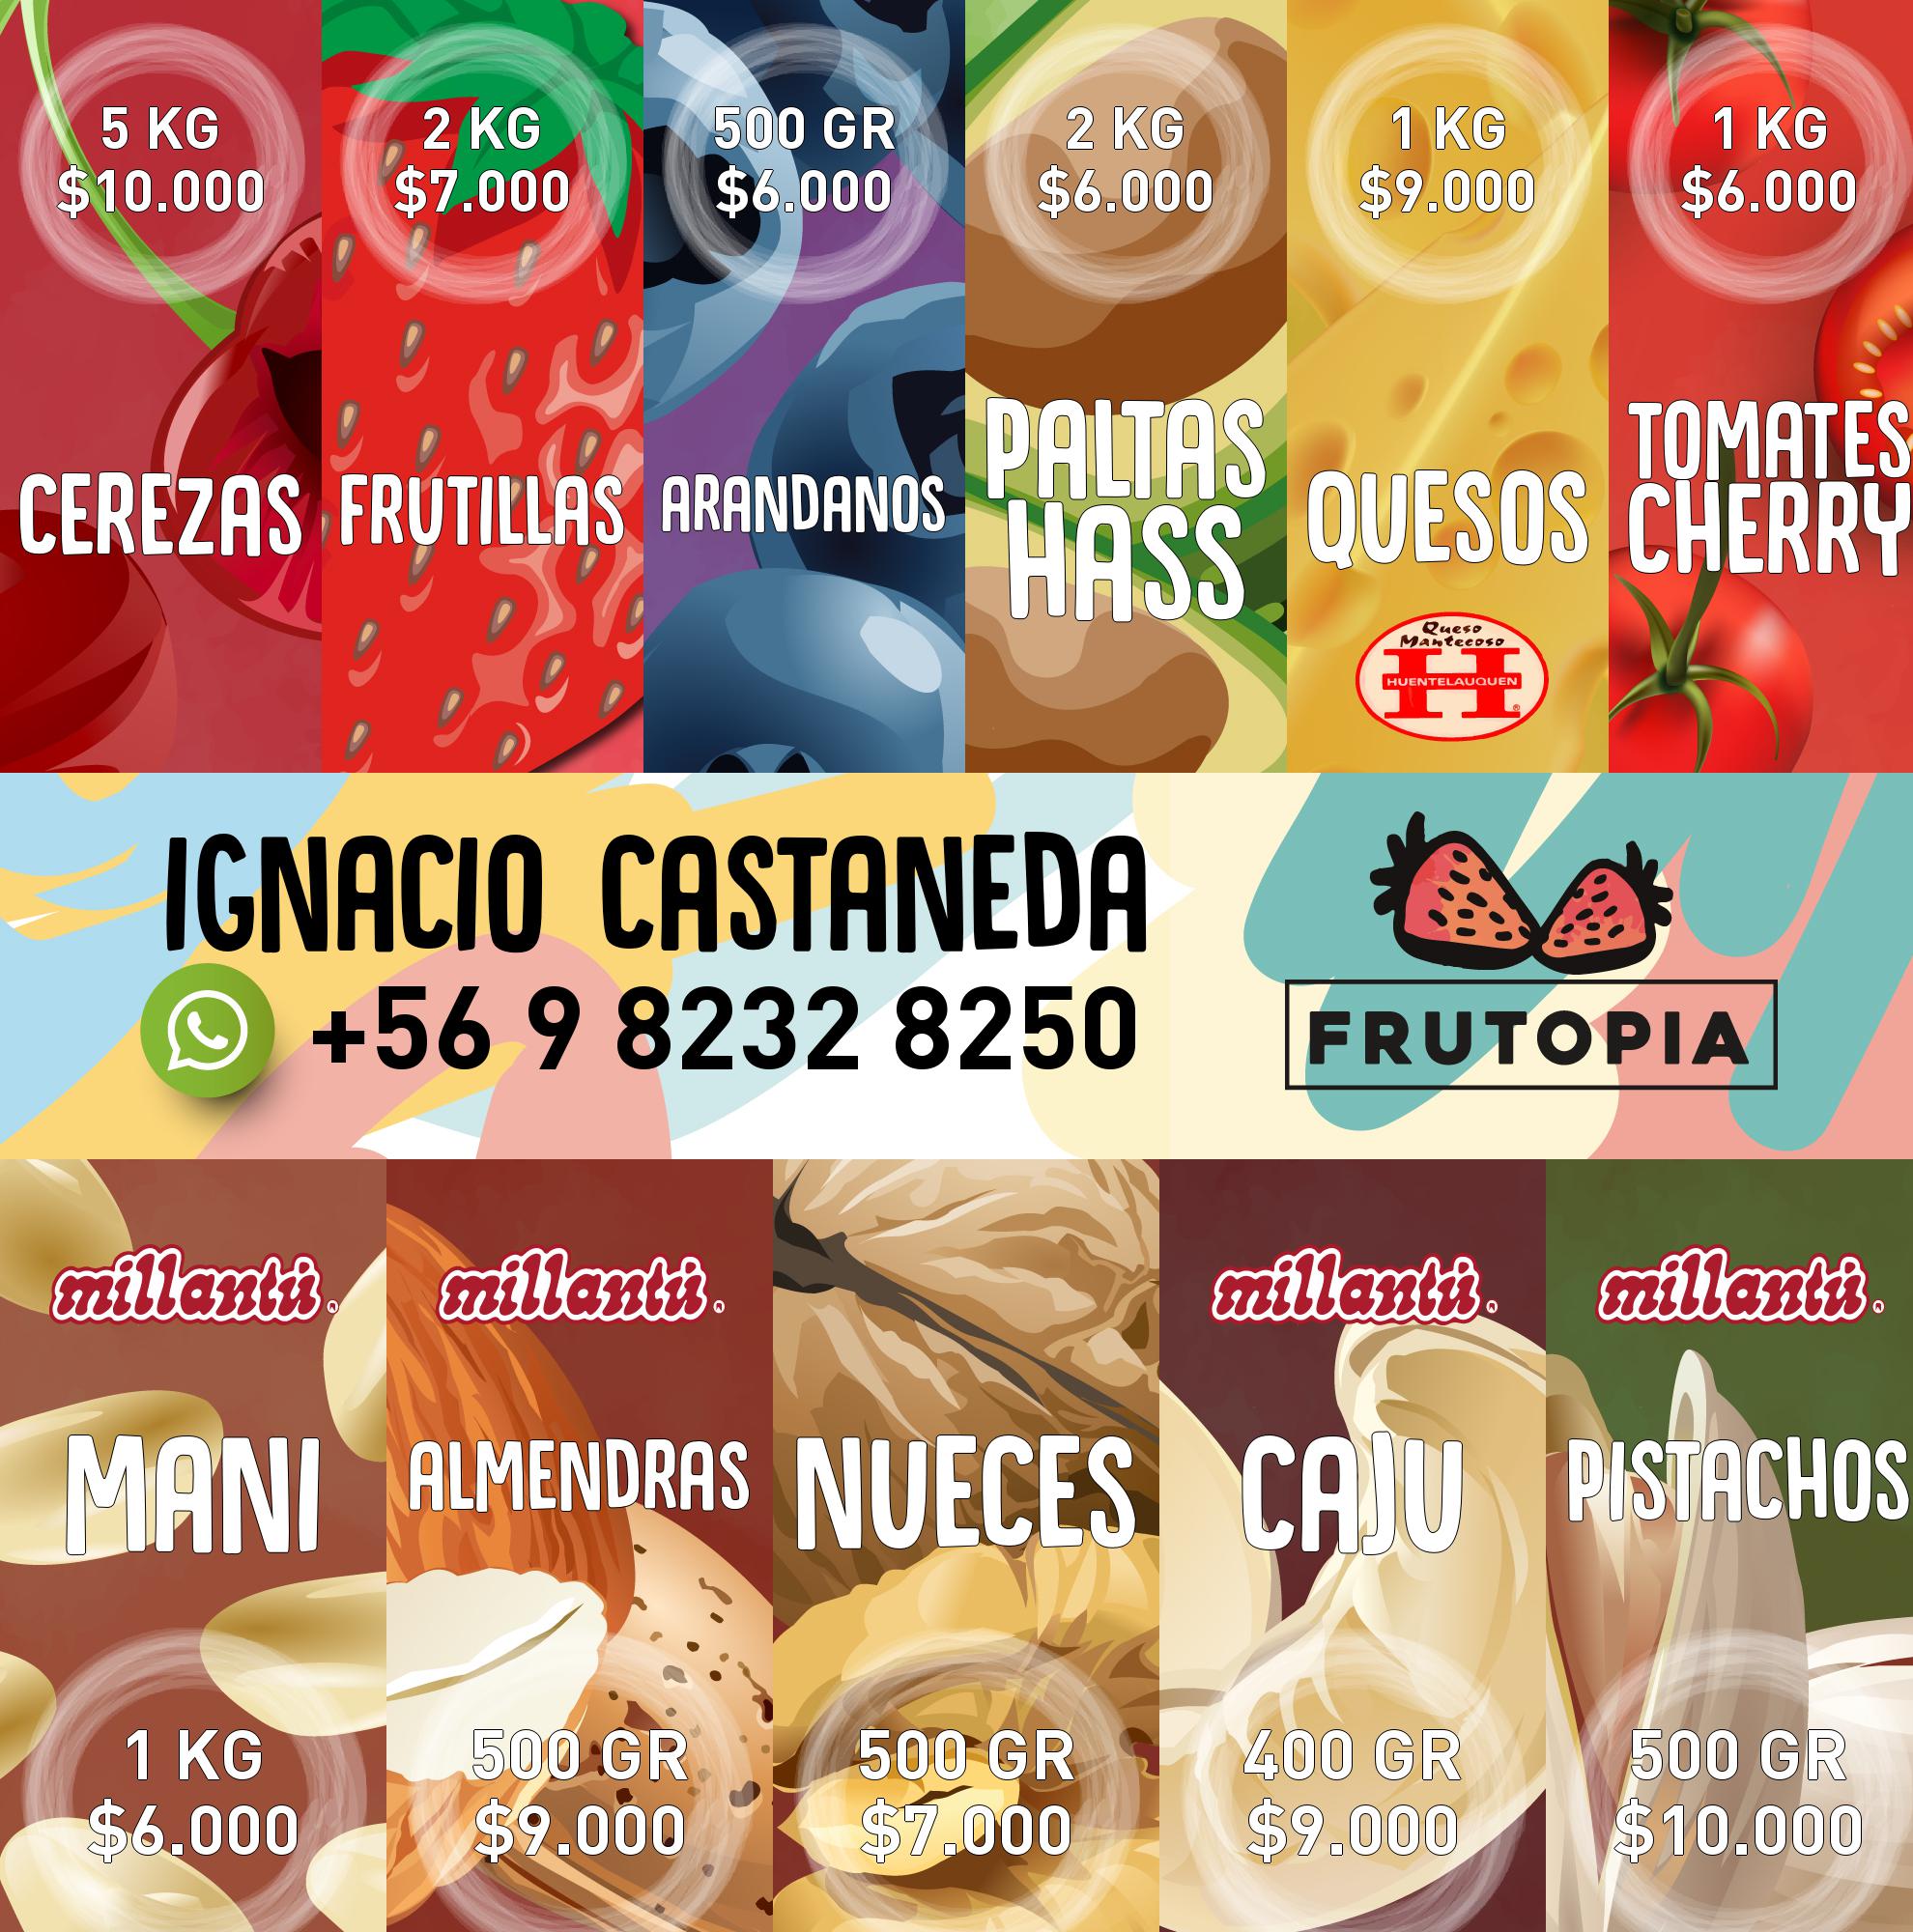 5 KG
$10.000
CEREZAS
2 KG
$7.000
FRUTILLAS
500 GR
$6.000
ARANDANOS
2 KG
$6.000
PALTAS
HASS
1 KG
$9.000
QUESOS
Queso
Mantecoso
H
HUENTELAUQUEN
®
1 KG
$6.000
TOMATES
CHERRY
IGNACIO CASTANEDA
+56 9 8232 8250
FRUTOPIA
millantú®
MANI
1 KG
$6.000
millantú®
ALMENDRAS
500 GR
$9.000
NUECES
500 GR
$7.000
millantú®
CAJU
400 GR
$9.000
millantú®
PISTACHOS
500 GR
$10.000